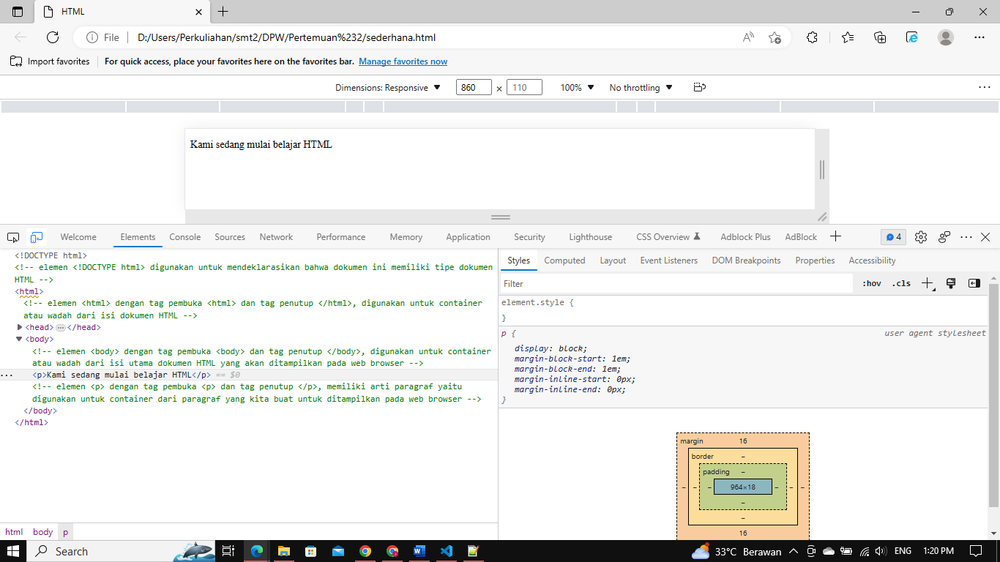 HTML
File
D:/Users/Perkuliahan/smt2/DPW/Pertemuan%232/sederhana.html
Import favorites For quick access, place your favorites here on the favorites bar. Manage favorites now
Dimensions: Responsive 860 × 110 100% No throttling
Kami sedang mulai belajar HTML
Welcome Elements Console Sources Network Performance Memory Application Security Lighthouse CSS Overview Adblock Plus AdBlock 4
<!DOCTYPE html>
<!-- elemen <!DOCTYPE html> digunakan untuk mendeklarasikan bahwa dokumen ini memiliki tipe dokumen
HTML -->
<html>
<!-- elemen <html> dengan tag pembuka <html> dan tag penutup </html>, digunakan untuk container
atau wadah dari isi dokumen HTML -->
<head> … </head>
<body>
<!-- elemen <body> dengan tag pembuka <body> dan tag penutup </body>, digunakan untuk container
atau wadah dari isi utama dokumen HTML yang akan ditampilkan pada web browser -->
<p>Kami sedang mulai belajar HTML</p> == $0
<!-- elemen <p> dengan tag pembuka <p> dan tag penutup </p>, memiliki arti paragraf yaitu
digunakan untuk container dari paragraf yang kita buat untuk ditampilkan pada web browser -->
</body>
</html>
html body p
Styles Computed Layout Event Listeners DOM Breakpoints Properties Accessibility
Filter :hov .cls
element.style {
}
p { user agent stylesheet
display: block;
margin-block-start: 1em;
margin-block-end: 1em;
margin-inline-start: 0px;
margin-inline-end: 0px;
}
margin 16
border –
padding –
– – – 964×18 – – –
–
–
16
Search 33°C Berawan ENG 1:20 PM